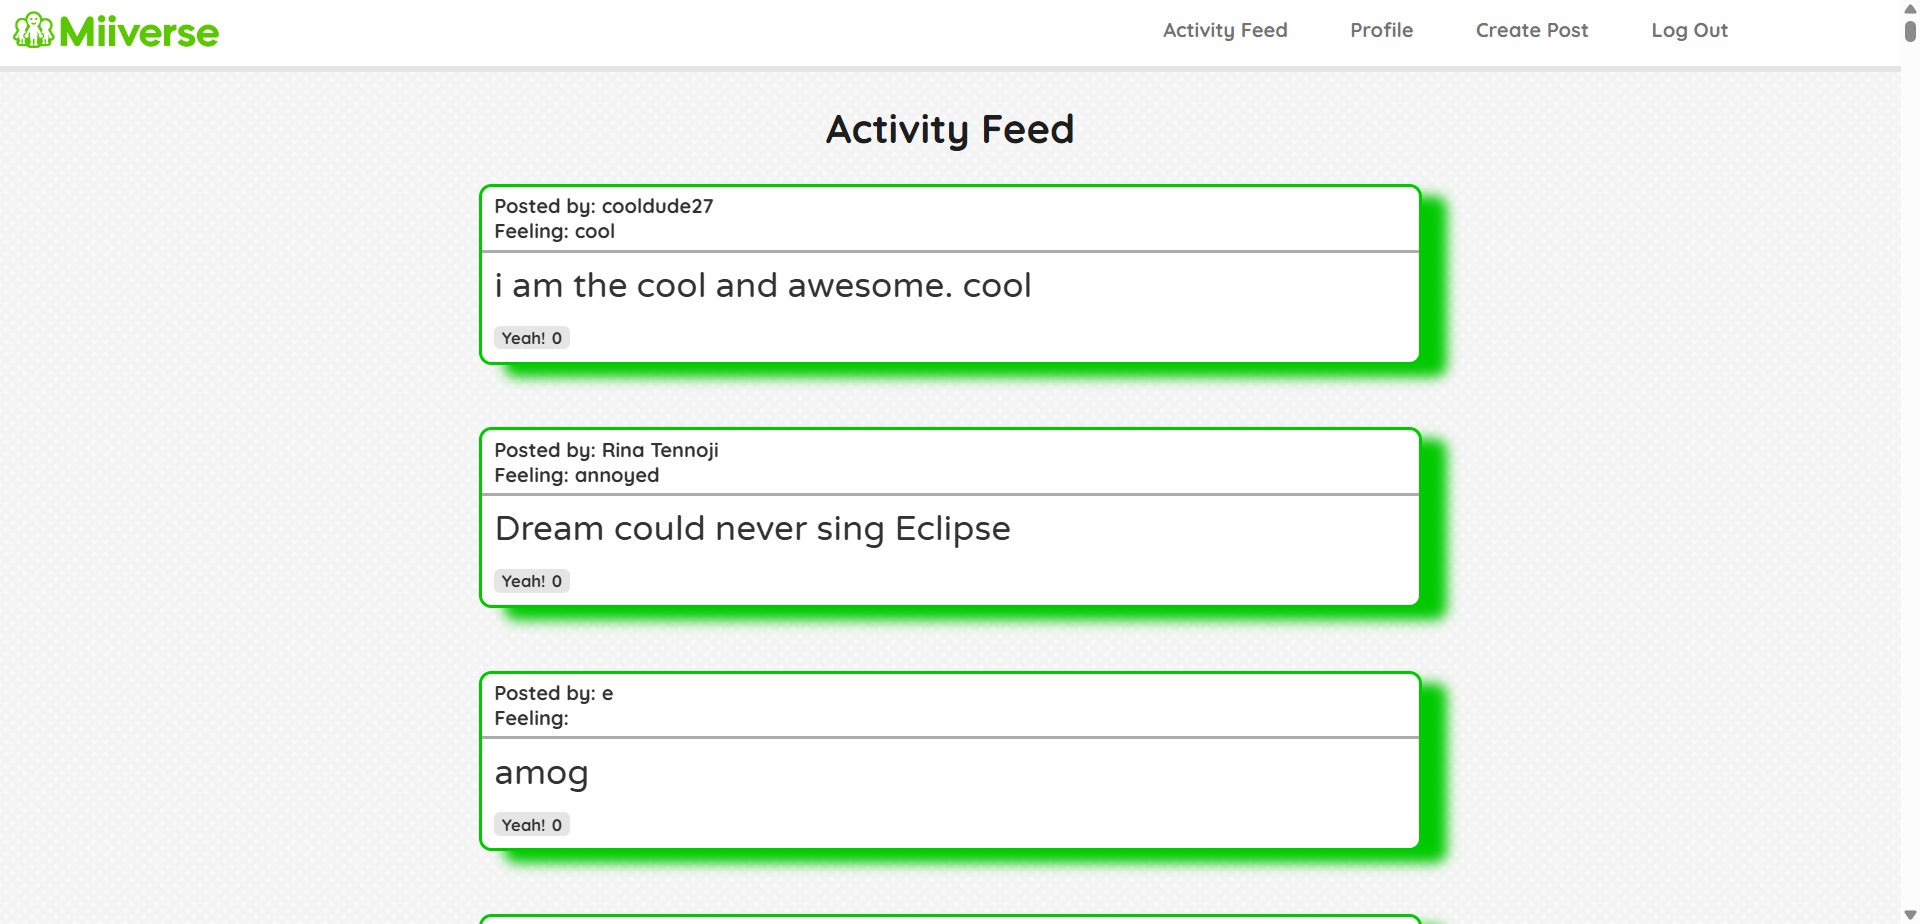 Miiverse
Activity Feed
Profile
Create Post
Log Out
Activity Feed
Posted by: cooldude27
Feeling: cool
i am the cool and awesome. cool
Yeah! 0
Posted by: Rina Tennoji
Feeling: annoyed
Dream could never sing Eclipse
Yeah! 0
Posted by: e
Feeling:
amog
Yeah! 0